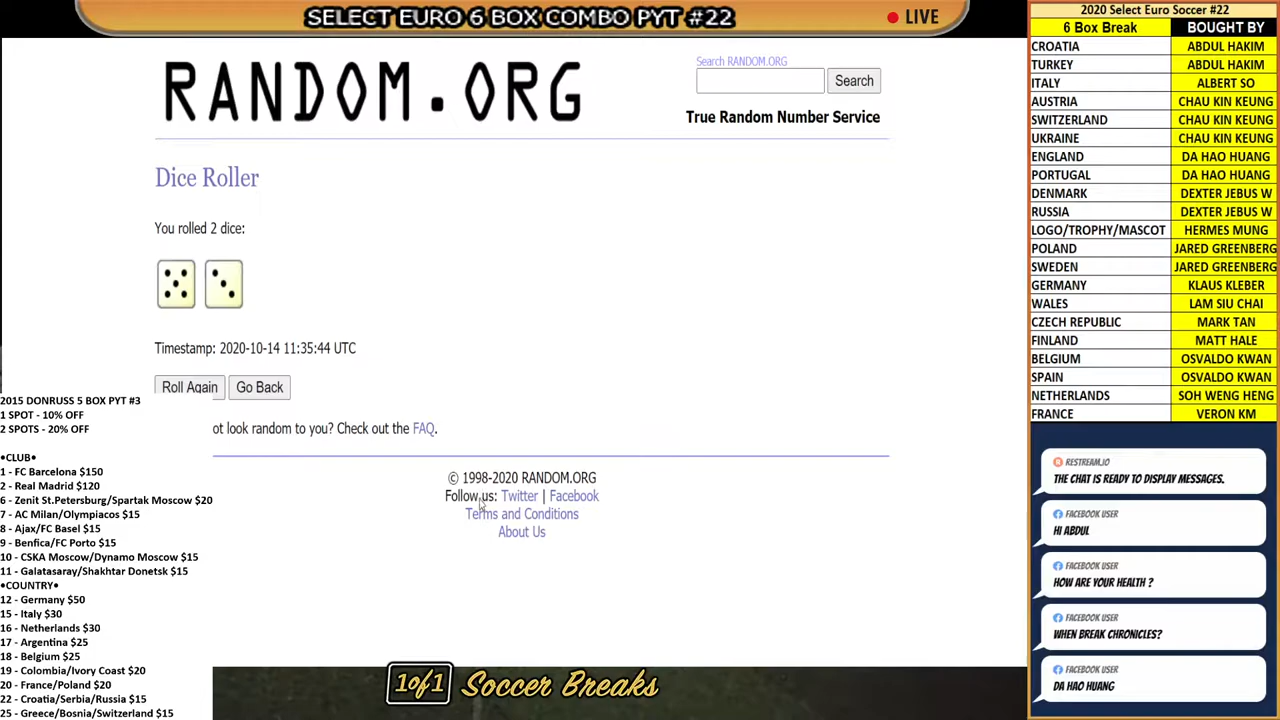 SELECT EURO 6 BOX COMBO PYT #22
LIVE
RANDOM.ORG
Search RANDOM.ORG
Search
True Random Number Service
Dice Roller
You rolled 2 dice:
Timestamp: 2020-10-14 11:35:44 UTC
Roll Again
Go Back
ot look random to you? Check out the FAQ.
© 1998-2020 RANDOM.ORG
Follow us: Twitter | Facebook
Terms and Conditions
About Us
2015 DONRUSS 5 BOX PYT #3
1 SPOT - 10% OFF
2 SPOTS - 20% OFF
•CLUB•
1 - FC Barcelona $150
2 - Real Madrid $120
6 - Zenit St.Petersburg/Spartak Moscow $20
7 - AC Milan/Olympiacos $15
8 - Ajax/FC Basel $15
9 - Benfica/FC Porto $15
10 - CSKA Moscow/Dynamo Moscow $15
11 - Galatasaray/Shakhtar Donetsk $15
•COUNTRY•
12 - Germany $50
15 - Italy $30
16 - Netherlands $30
17 - Argentina $25
18 - Belgium $25
19 - Colombia/Ivory Coast $20
20 - France/Poland $20
22 - Croatia/Serbia/Russia $15
25 - Greece/Bosnia/Switzerland $15
1of1 Soccer Breaks
2020 Select Euro Soccer #22
6 Box Break BOUGHT BY
CROATIA ABDUL HAKIM
TURKEY ABDUL HAKIM
ITALY ALBERT SO
AUSTRIA CHAU KIN KEUNG
SWITZERLAND CHAU KIN KEUNG
UKRAINE CHAU KIN KEUNG
ENGLAND DA HAO HUANG
PORTUGAL DA HAO HUANG
DENMARK DEXTER JEBUS W
RUSSIA DEXTER JEBUS W
LOGO/TROPHY/MASCOT HERMES MUNG
POLAND JARED GREENBERG
SWEDEN JARED GREENBERG
GERMANY KLAUS KLEBER
WALES LAM SIU CHAI
CZECH REPUBLIC MARK TAN
FINLAND MATT HALE
BELGIUM OSVALDO KWAN
SPAIN OSVALDO KWAN
NETHERLANDS SOH WENG HENG
FRANCE VERON KM
RESTREAM.IO
THE CHAT IS READY TO DISPLAY MESSAGES.
FACEBOOK USER
HI ABDUL
FACEBOOK USER
HOW ARE YOUR HEALTH ?
FACEBOOK USER
WHEN BREAK CHRONICLES?
FACEBOOK USER
DA HAO HUANG